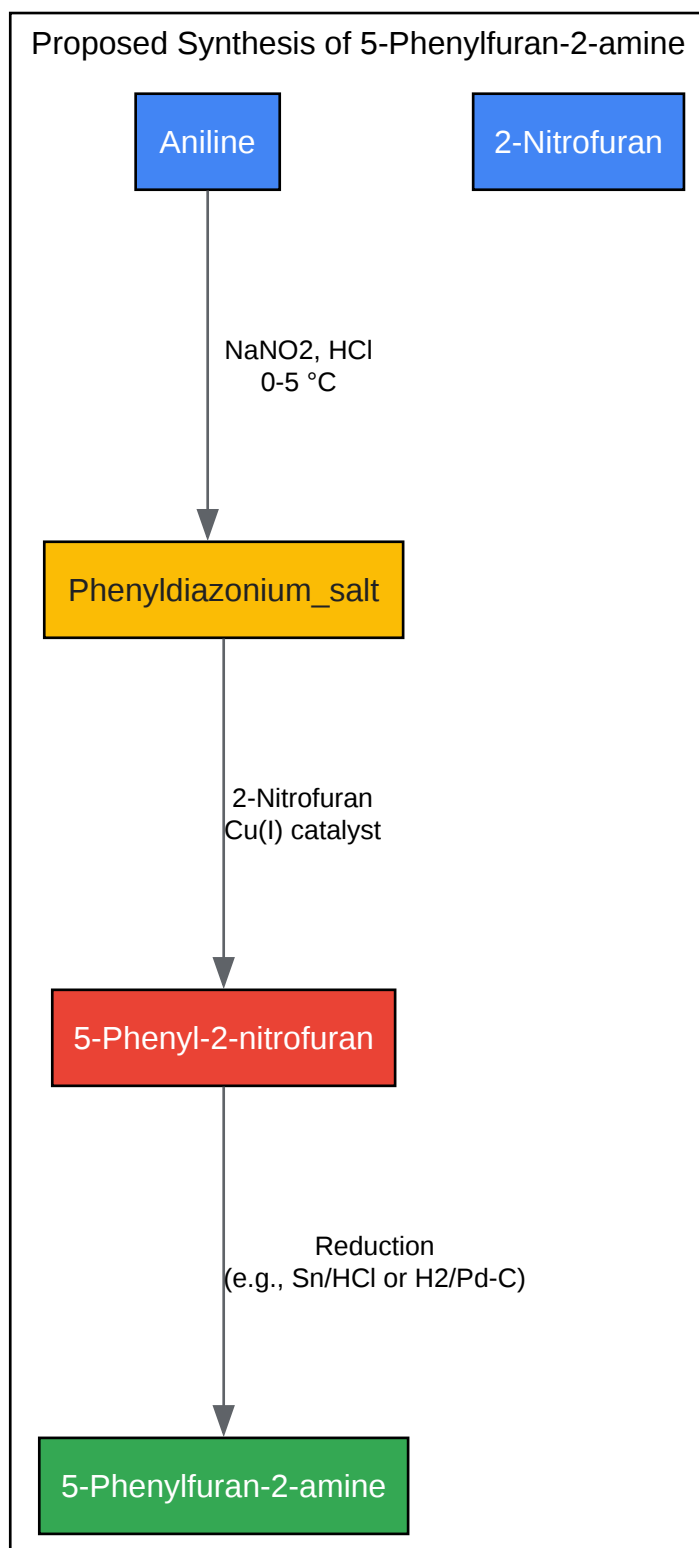 Proposed Synthesis of 5-Phenylfuran-2-amine
Aniline
2-Nitrofuran
NaNO2, HCl
0-5 °C
Phenyldiazonium_salt
2-Nitrofuran
Cu(I) catalyst
5-Phenyl-2-nitrofuran
Reduction
(e.g., Sn/HCl or H2/Pd-C)
5-Phenylfuran-2-amine